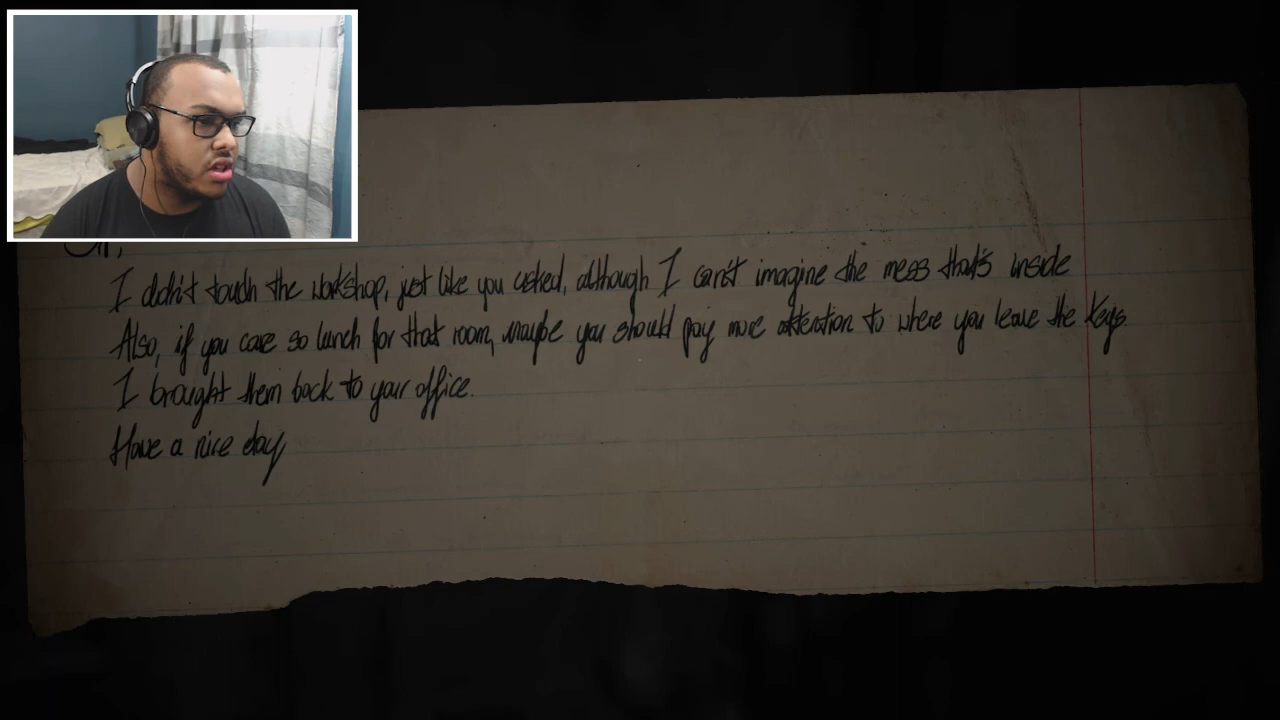 Sir,
I didn't touch the workshop, just like you asked, although I can't imagine the mess that's inside
Also, if you care so much for that room, maybe you should pay more attention to where you leave the keys.
I brought them back to your office.
Have a nice day